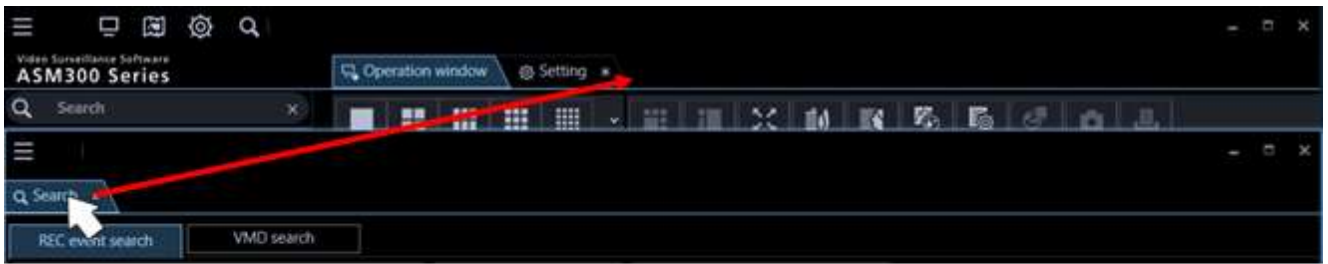 Video Surveillance Software
ASM300 Series
Operation window
Setting
Search
Search
REC event search
VMD search